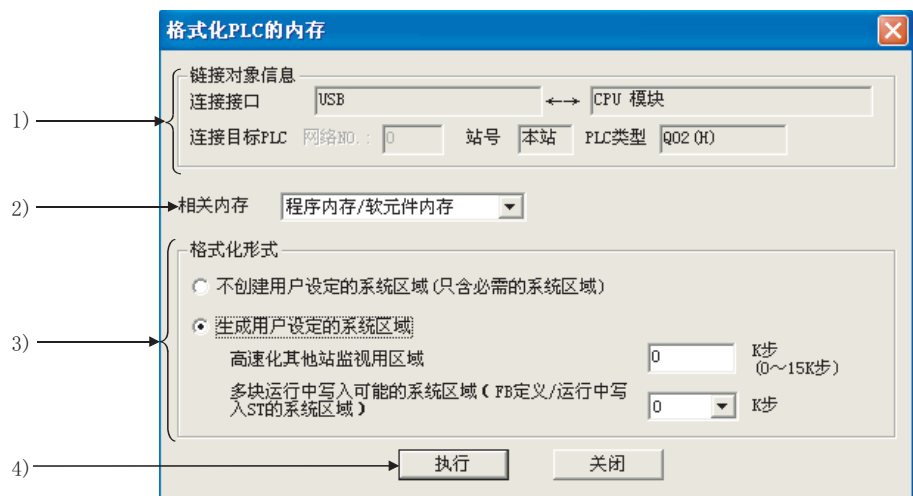 格式化PLC的内存
链接对象信息
1)
连接接口 USB ←→ CPU 模块
连接目标PLC 网络NO.: 0 站号 本站 PLC类型 Q02(H)
2)
相关内存 程序内存/软元件内存
3)
格式化形式
不创建用户设定的系统区域(只含必需的系统区域)
生成用户设定的系统区域
高速化其他站监视用区域 0 K步
(0～15K步)
多块运行中写入可能的系统区域(FB定义/运行中写
入ST的系统区域) 0 K步
4)
执行 关闭